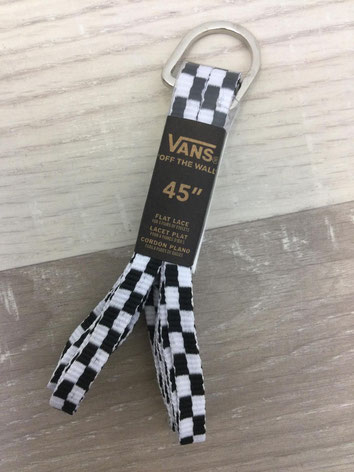 VANS®
"OFF THE WALL"
45"
FLAT LACE
LACET PLAT
CORDON PLANO